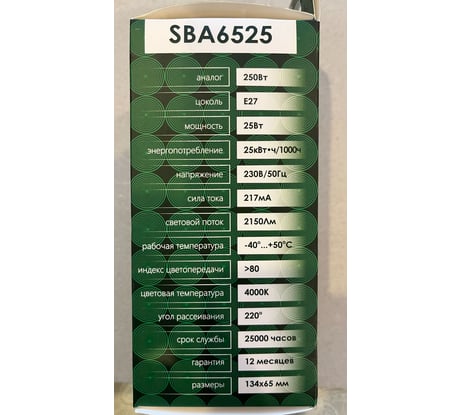 SBA6525
аналог 250Вт
цоколь E27
мощность 25Вт
энергопотребление 25кВт•ч/1000ч
напряжение 230В/50Гц
сила тока 217мА
световой поток 2150Лм
рабочая температура -40°...+50°С
индекс цветопередачи >80
цветовая температура 4000К
угол рассеивания 220°
срок службы 25000 часов
гарантия 12 месяцев
размеры 134х65 мм